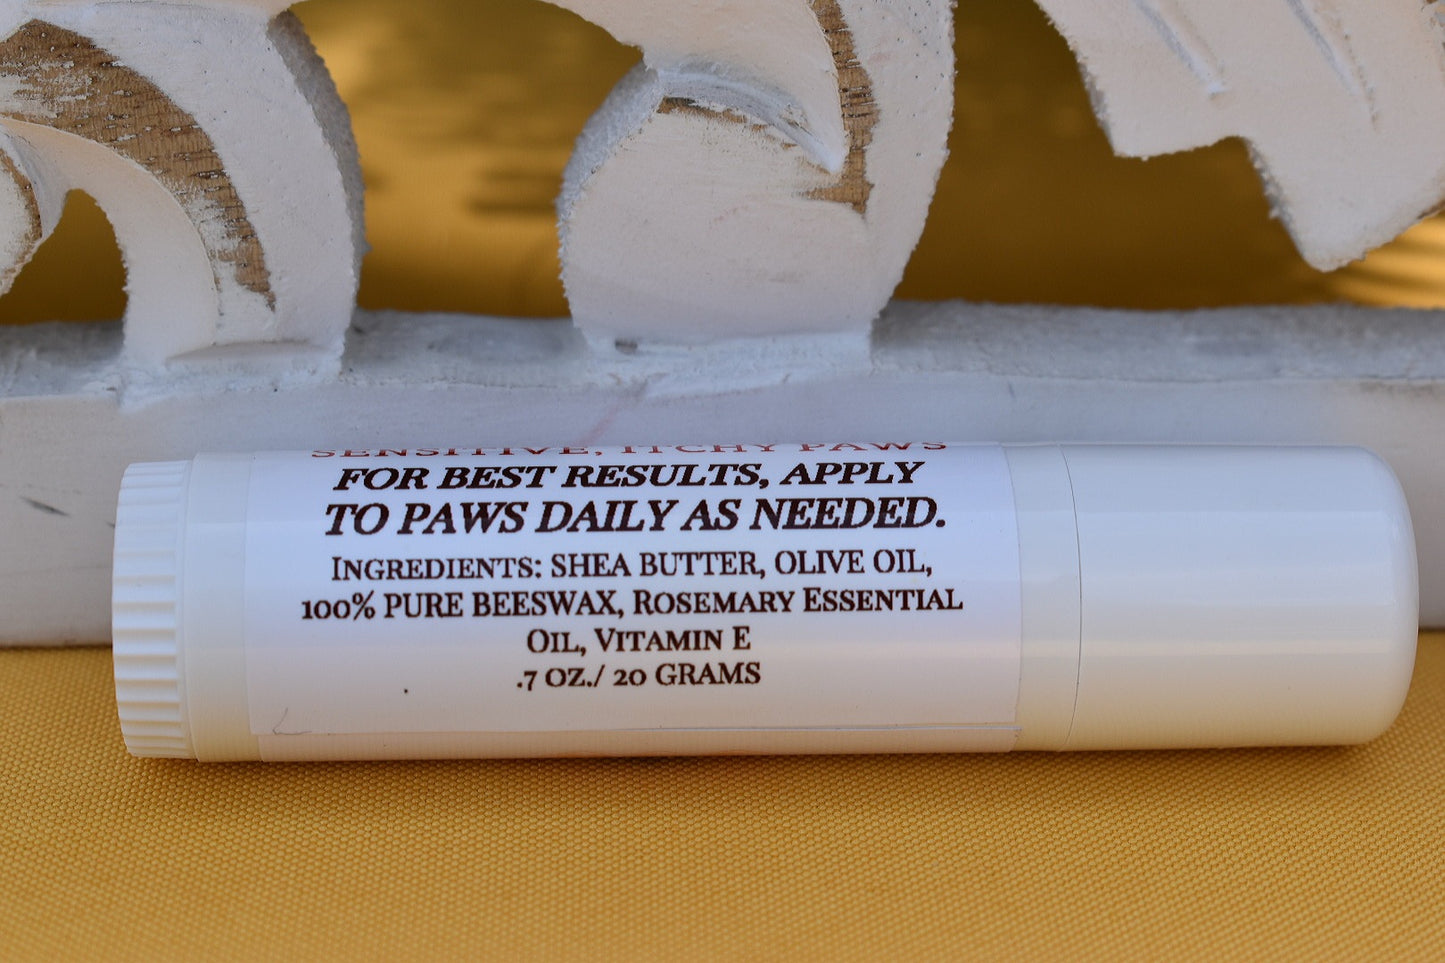 SENSITIVE, ITCHY PAWS
FOR BEST RESULTS, APPLY
TO PAWS DAILY AS NEEDED.
INGREDIENTS: SHEA BUTTER, OLIVE OIL,
100% PURE BEESWAX, ROSEMARY ESSENTIAL
OIL, VITAMIN E
.7 OZ./ 20 GRAMS